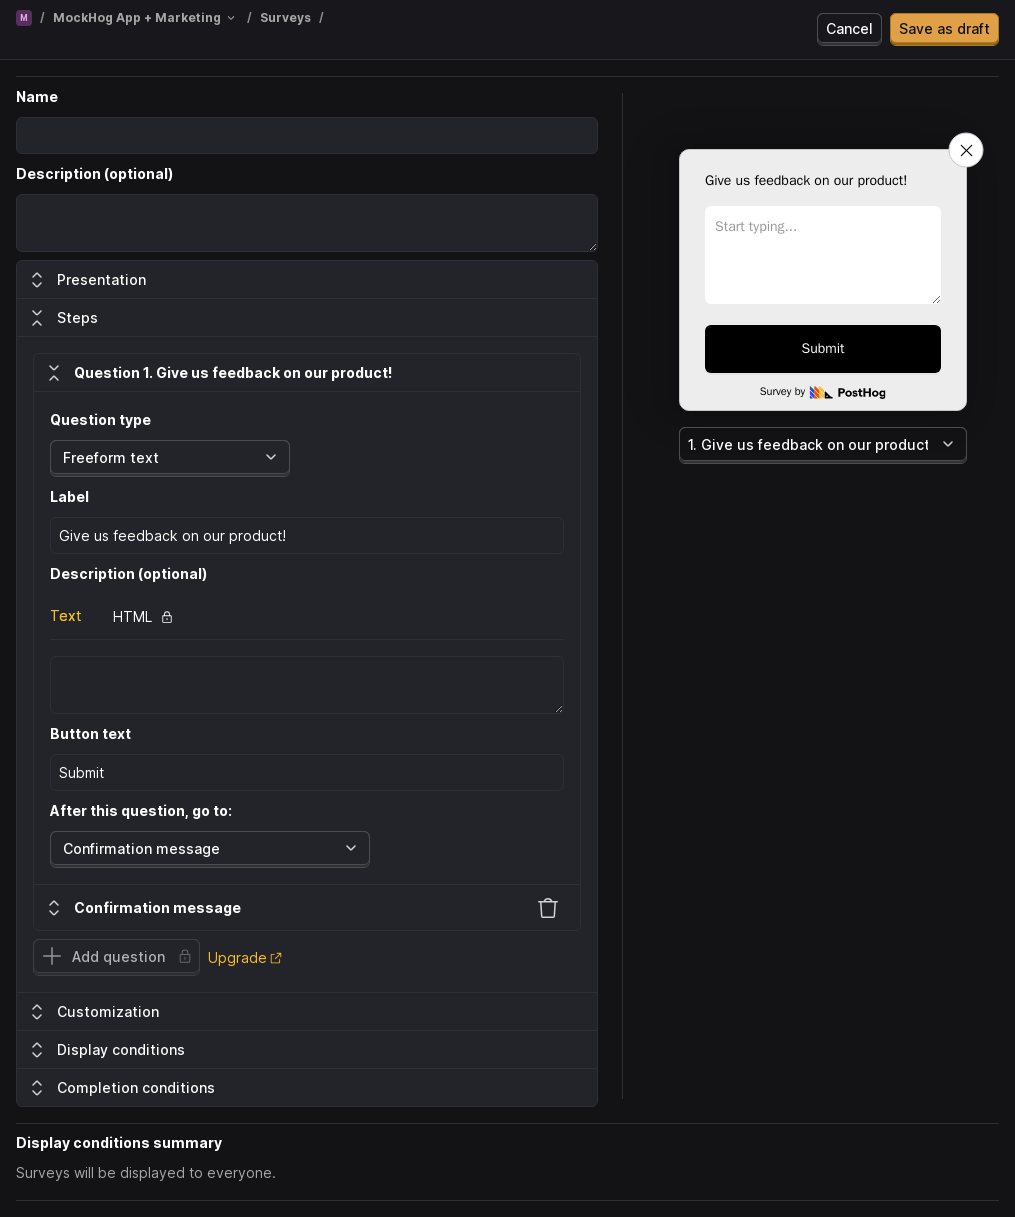 M / MockHog App + Marketing / Surveys /
Cancel
Save as draft
Name
Description (optional)
Presentation
Steps
Question 1. Give us feedback on our product!
Question type
Freeform text
Label
Give us feedback on our product!
Description (optional)
Text
HTML
Button text
Submit
After this question, go to:
Confirmation message
Confirmation message
Add question
Upgrade
Customization
Display conditions
Completion conditions
Give us feedback on our product!
Start typing...
Submit
Survey by PostHog
1. Give us feedback on our product
Display conditions summary
Surveys will be displayed to everyone.